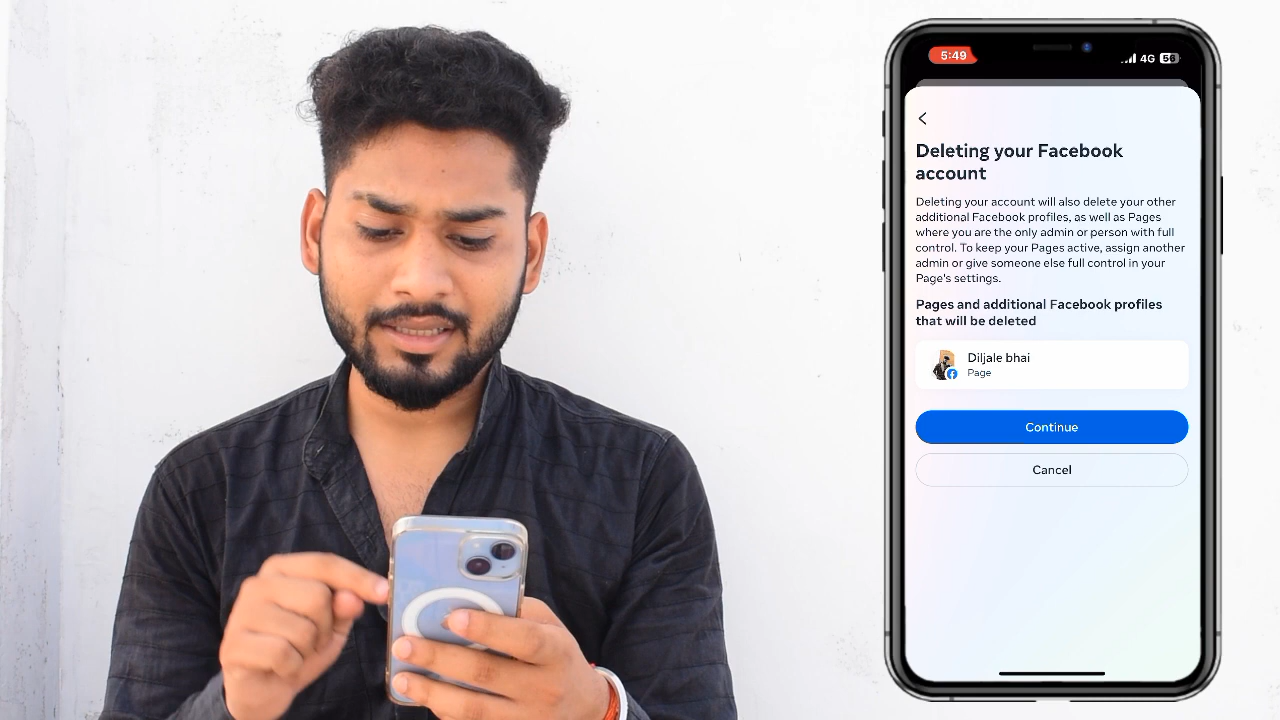 5:49
4G 56
Deleting your Facebook
account
Deleting your account will also delete your other
additional Facebook profiles, as well as Pages
where you are the only admin or person with full
control. To keep your Pages active, assign another
admin or give someone else full control in your
Page's settings.
Pages and additional Facebook profiles
that will be deleted
Diljale bhai
Page
Continue
Cancel